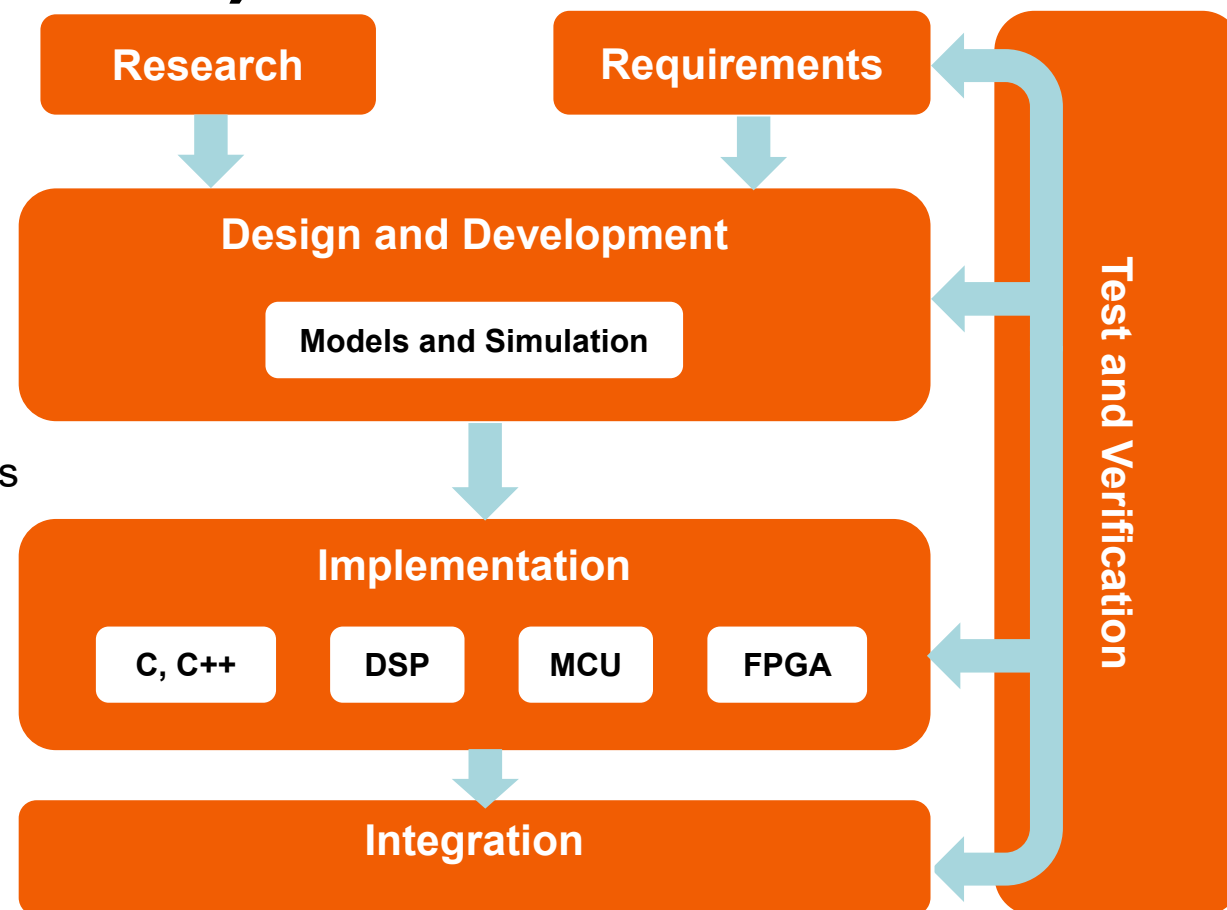 Research
Requirements
Design and Development
Models and Simulation
s
Implementation
C, C++
DSP
MCU
FPGA
Integration
Test and Verification